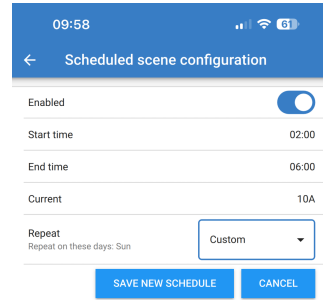 09:58
61
Scheduled scene configuration
Enabled
Start time 02:00
End time 06:00
Current 10A
Repeat
Repeat on these days: Sun
Custom
SAVE NEW SCHEDULE CANCEL